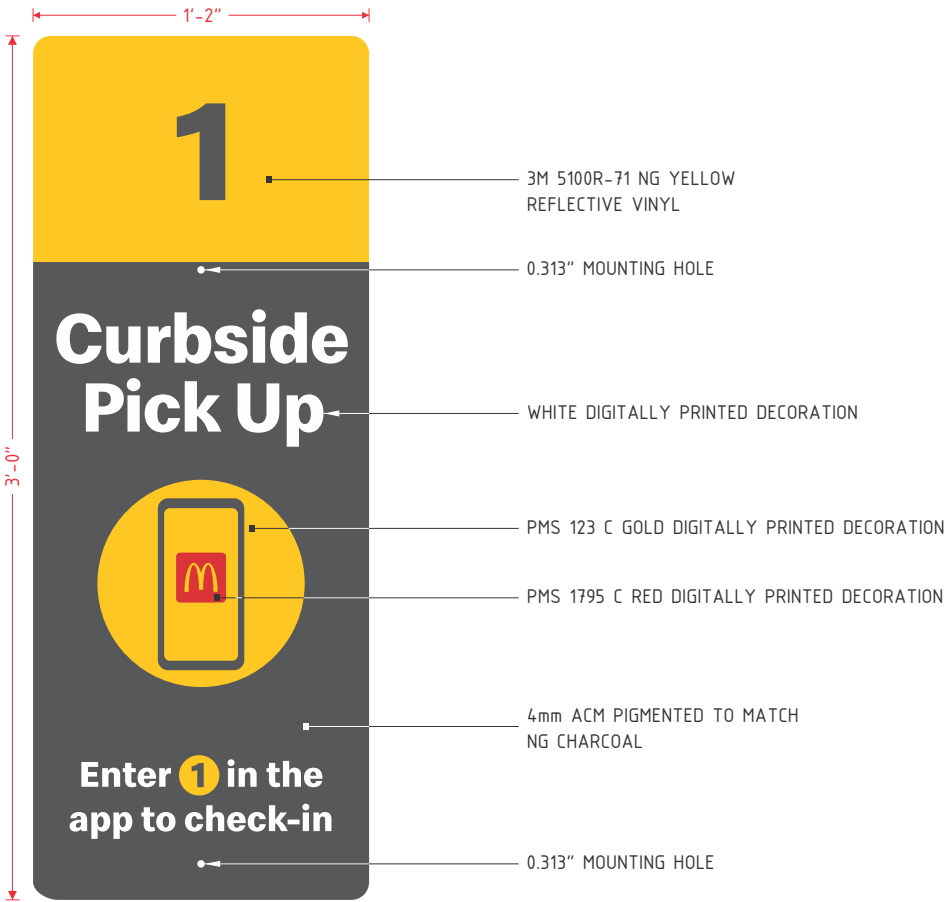 1'-2"
1
3M 5100R-71 NG YELLOW
REFLECTIVE VINYL
0.313" MOUNTING HOLE
Curbside
Pick Up
WHITE DIGITALLY PRINTED DECORATION
3'-0"
PMS 123 C GOLD DIGITALLY PRINTED DECORATION
M
PMS 1795 C RED DIGITALLY PRINTED DECORATION
4mm ACM PIGMENTED TO MATCH
NG CHARCOAL
Enter 1 in the
app to check-in
0.313" MOUNTING HOLE